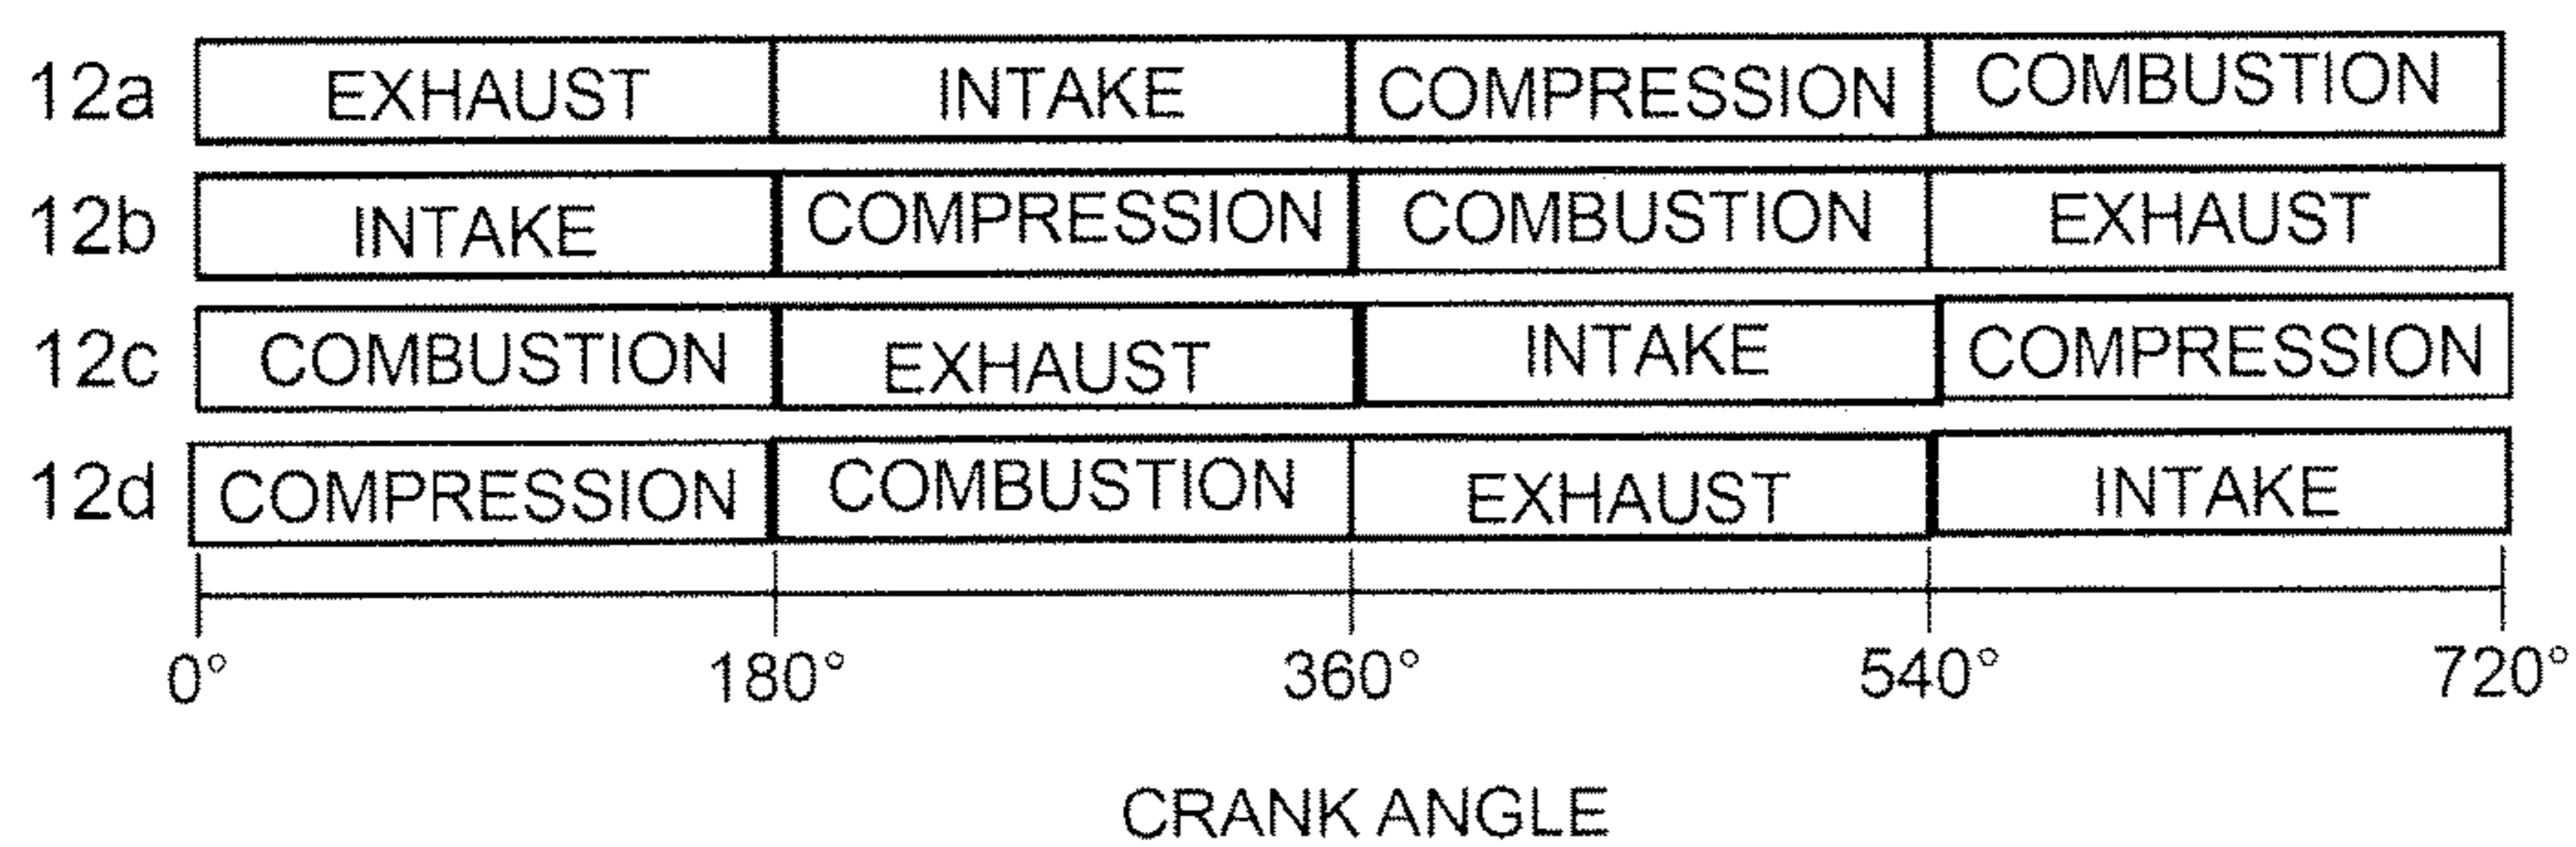 12a EXHAUST INTAKE COMPRESSION COMBUSTION
12b INTAKE COMPRESSION COMBUSTION EXHAUST
12c COMBUSTION EXHAUST INTAKE COMPRESSION
12d COMPRESSION COMBUSTION EXHAUST INTAKE
0° 180° 360° 540° 720°
CRANK ANGLE